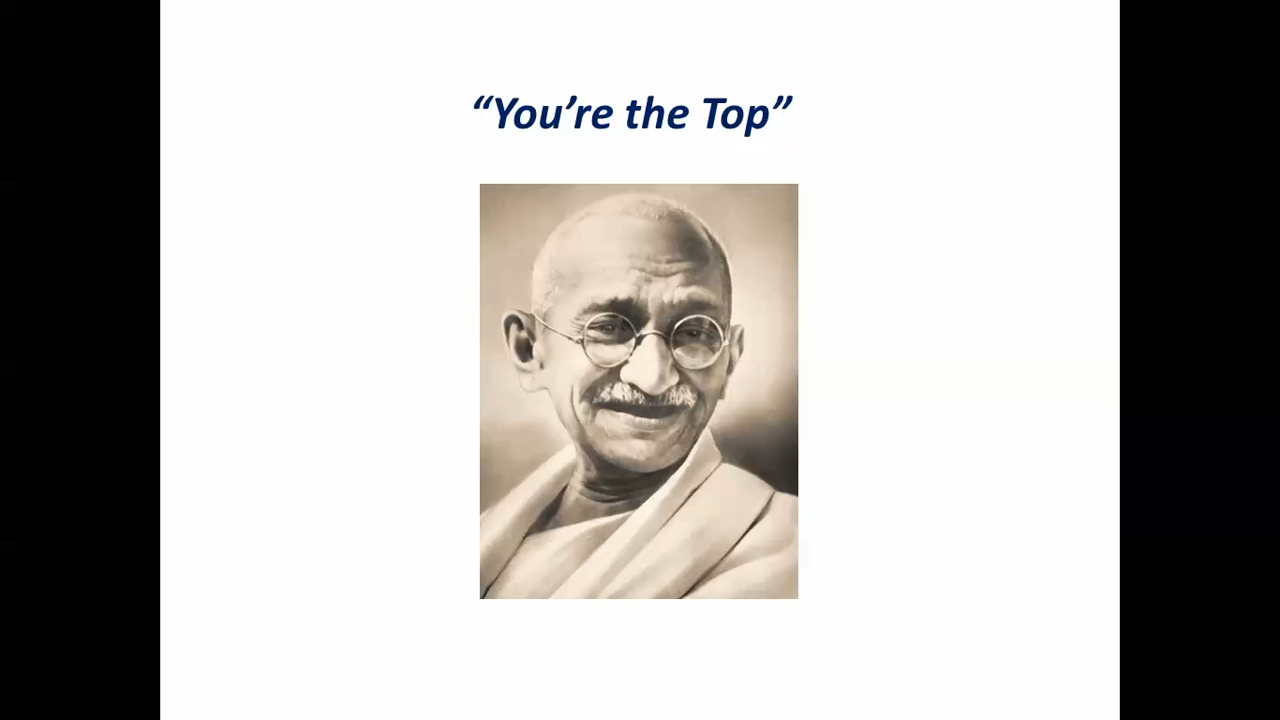 “You’re the Top”